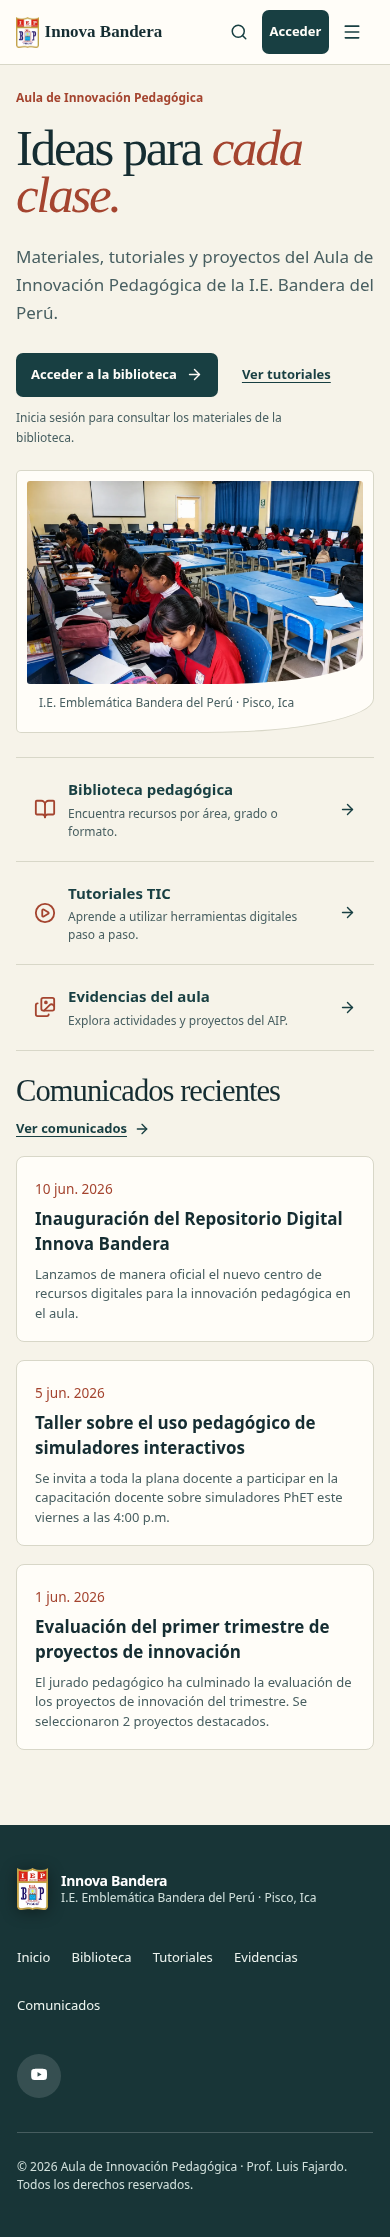 Innova Bandera
Acceder
Aula de Innovación Pedagógica
Ideas para cada
clase.
Materiales, tutoriales y proyectos del Aula de
Innovación Pedagógica de la I.E. Bandera del
Perú.
Acceder a la biblioteca
Ver tutoriales
Inicia sesión para consultar los materiales de la
biblioteca.
I.E. Emblemática Bandera del Perú · Pisco, Ica
Biblioteca pedagógica
Encuentra recursos por área, grado o
formato.
Tutoriales TIC
Aprende a utilizar herramientas digitales
paso a paso.
Evidencias del aula
Explora actividades y proyectos del AIP.
Comunicados recientes
Ver comunicados
10 jun. 2026
Inauguración del Repositorio Digital
Innova Bandera
Lanzamos de manera oficial el nuevo centro de
recursos digitales para la innovación pedagógica en
el aula.
5 jun. 2026
Taller sobre el uso pedagógico de
simuladores interactivos
Se invita a toda la plana docente a participar en la
capacitación docente sobre simuladores PhET este
viernes a las 4:00 p.m.
1 jun. 2026
Evaluación del primer trimestre de
proyectos de innovación
El jurado pedagógico ha culminado la evaluación de
los proyectos de innovación del trimestre. Se
seleccionaron 2 proyectos destacados.
IEP
Innova Bandera
I.E. Emblemática Bandera del Perú · Pisco, Ica
Inicio
Biblioteca
Tutoriales
Evidencias
Comunicados
© 2026 Aula de Innovación Pedagógica · Prof. Luis Fajardo.
Todos los derechos reservados.